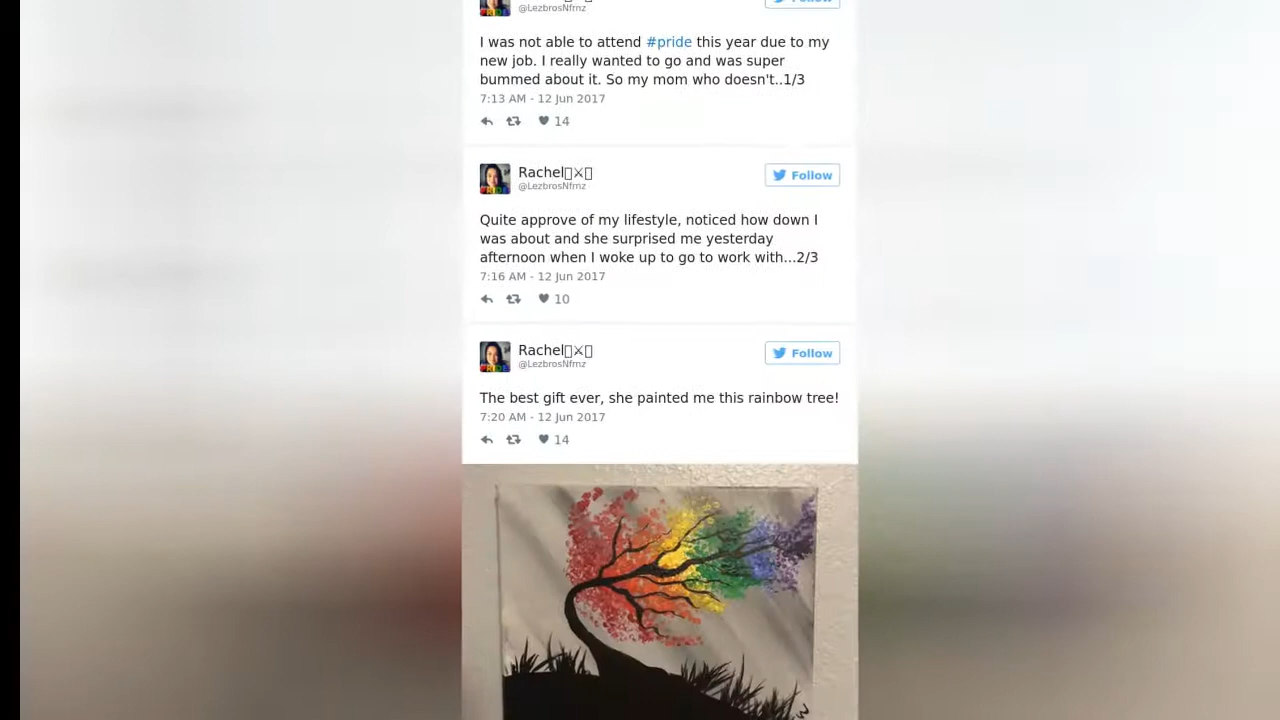 @LezbrosNfrnz
I was not able to attend #pride this year due to my
new job. I really wanted to go and was super
bummed about it. So my mom who doesn't..1/3
7:13 AM - 12 Jun 2017
14
Rachel
Follow
@LezbrosNfrnz
Quite approve of my lifestyle, noticed how down I
was about and she surprised me yesterday
afternoon when I woke up to go to work with...2/3
7:16 AM - 12 Jun 2017
10
Rachel
Follow
@LezbrosNfrnz
The best gift ever, she painted me this rainbow tree!
7:20 AM - 12 Jun 2017
14